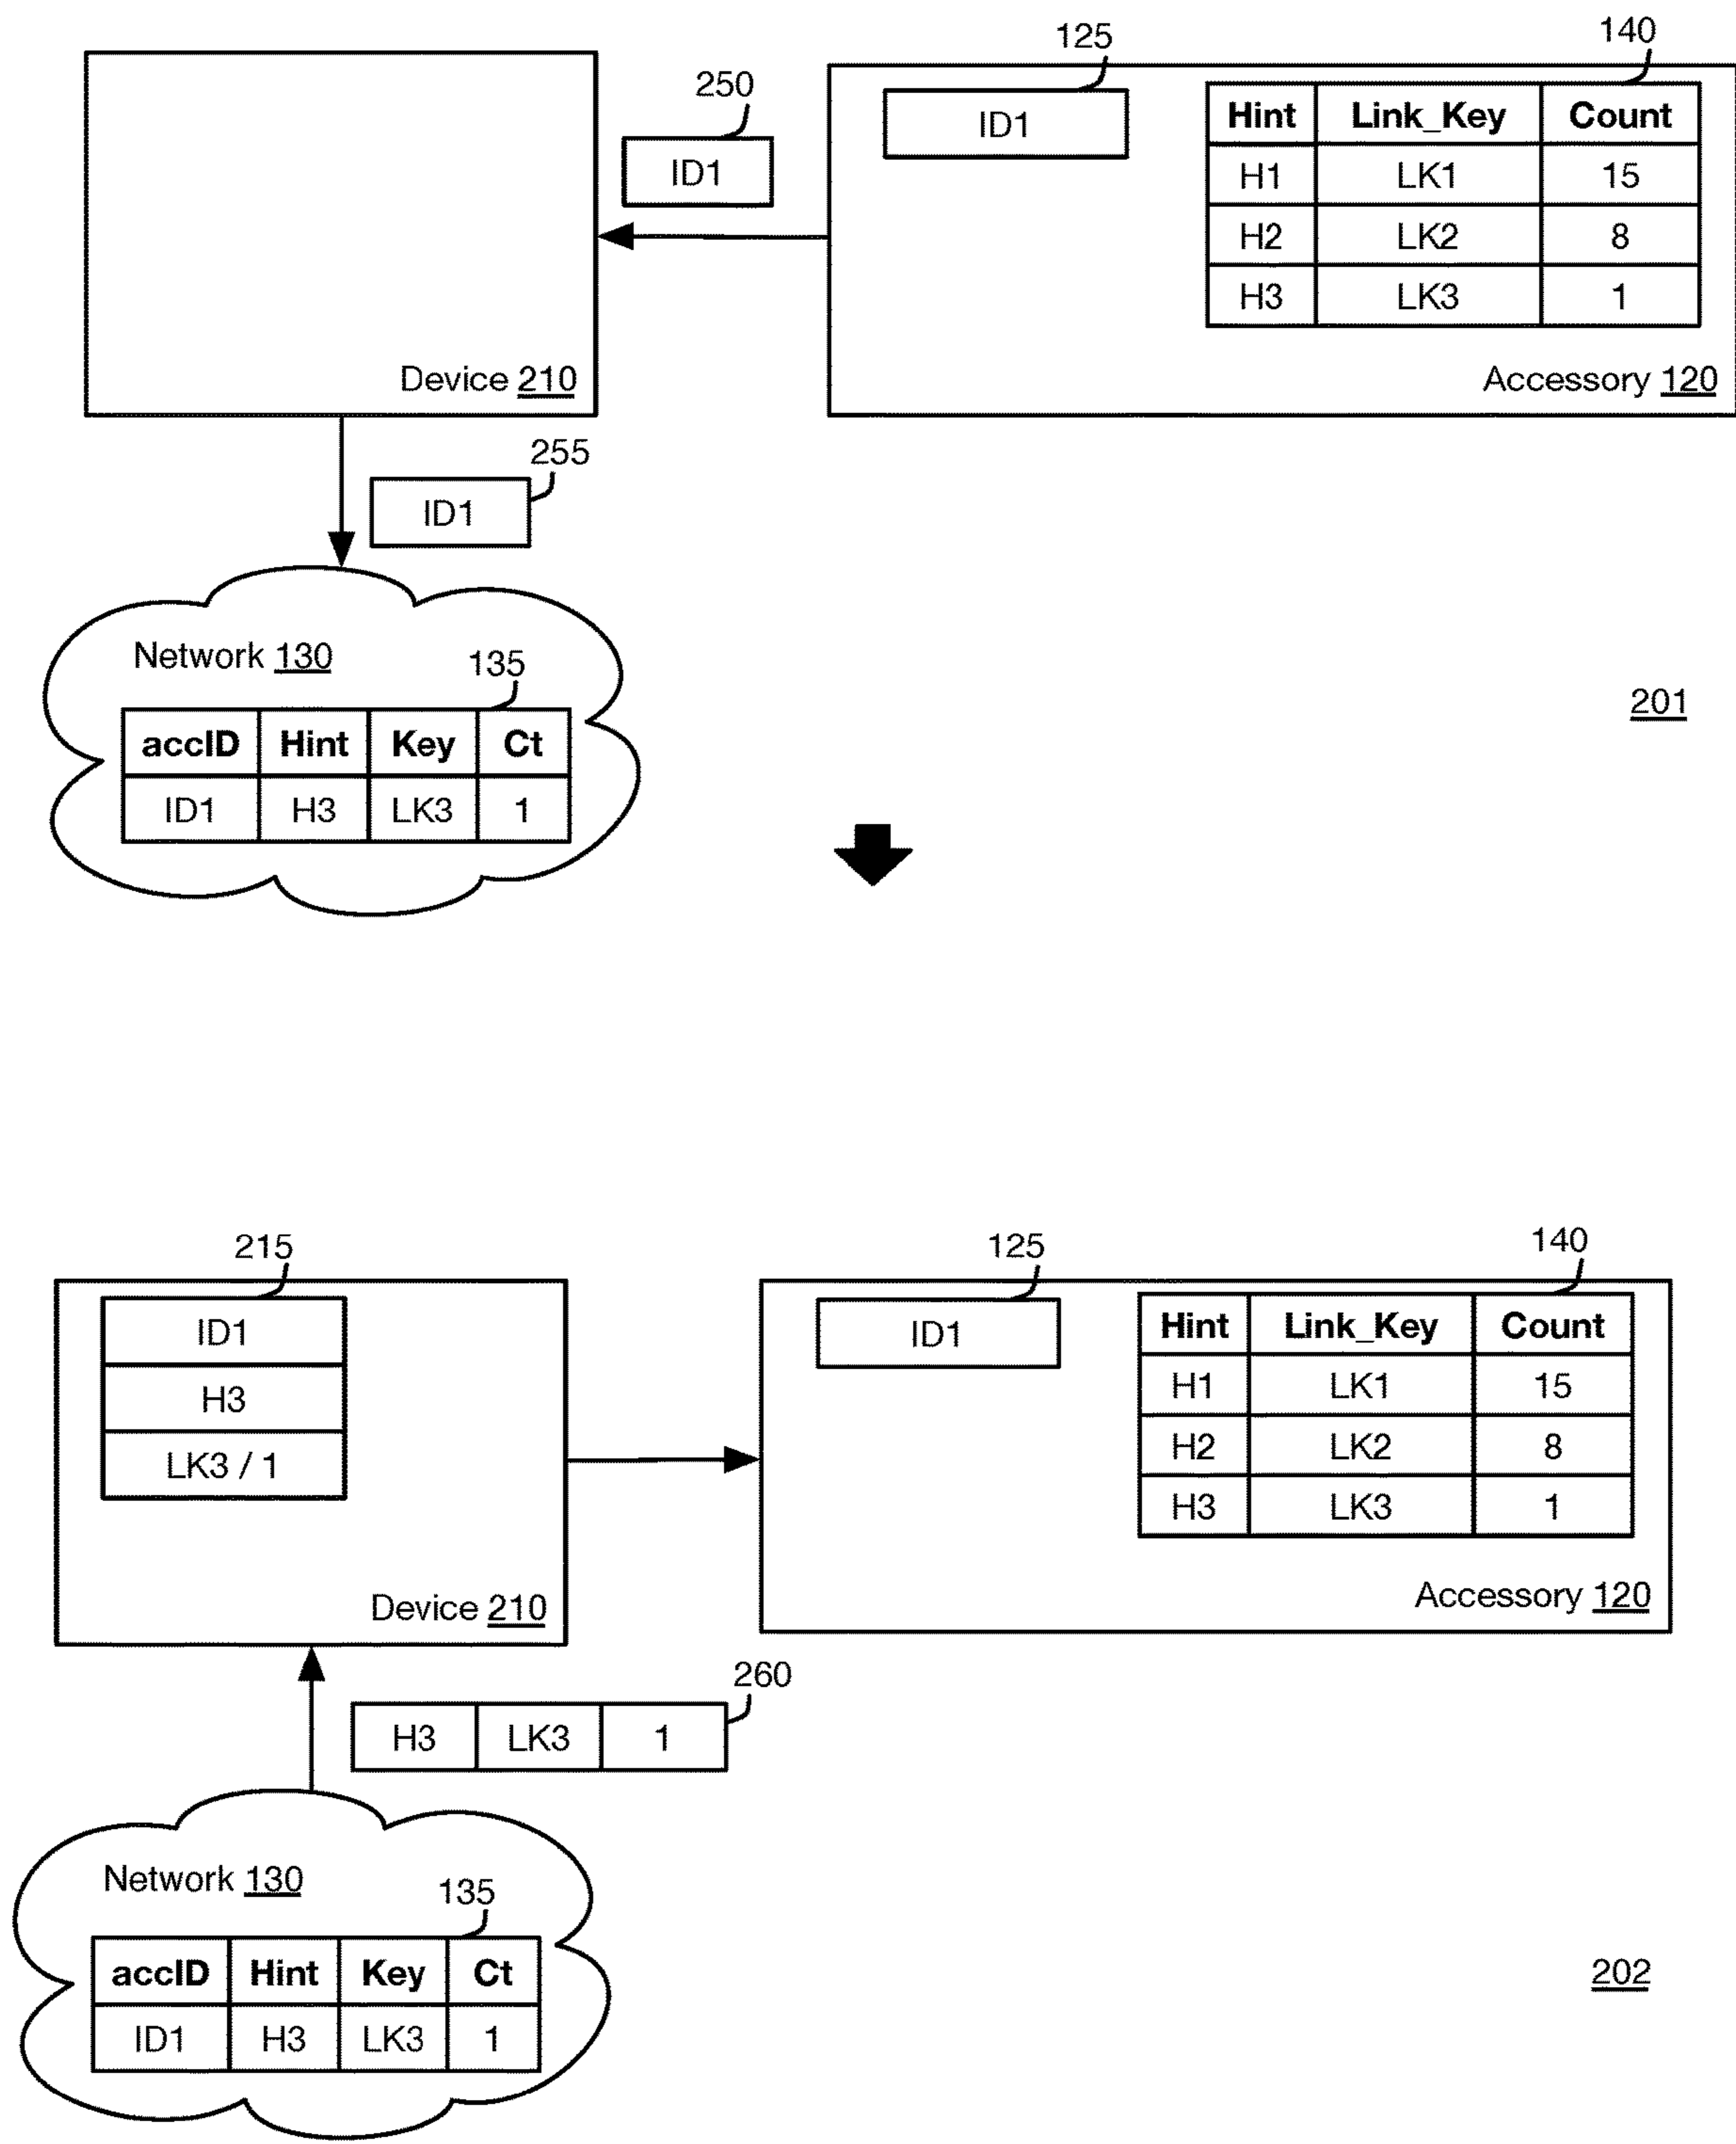 125
140
250
ID1
Hint Link_Key Count
ID1
H1 LK1 15
H2 LK2 8
H3 LK3 1
Device 210
Accessory 120
255
ID1
Network 130
135
201
accID Hint Key Ct
ID1 H3 LK3 1
215
125
140
ID1
ID1
Hint Link_Key Count
H3
H1 LK1 15
LK3 / 1
H2 LK2 8
H3 LK3 1
Device 210
Accessory 120
260
H3 LK3 1
Network 130
135
accID Hint Key Ct
202
ID1 H3 LK3 1